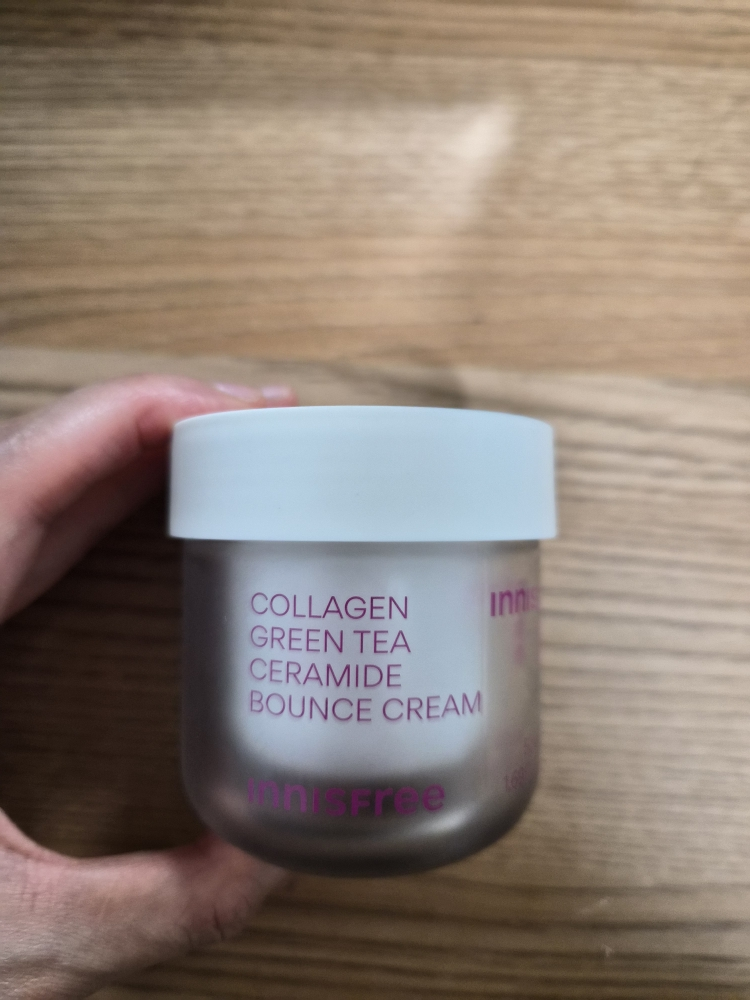 COLLAGEN
GREEN TEA
CERAMIDE
BOUNCE CREAM
innisfree